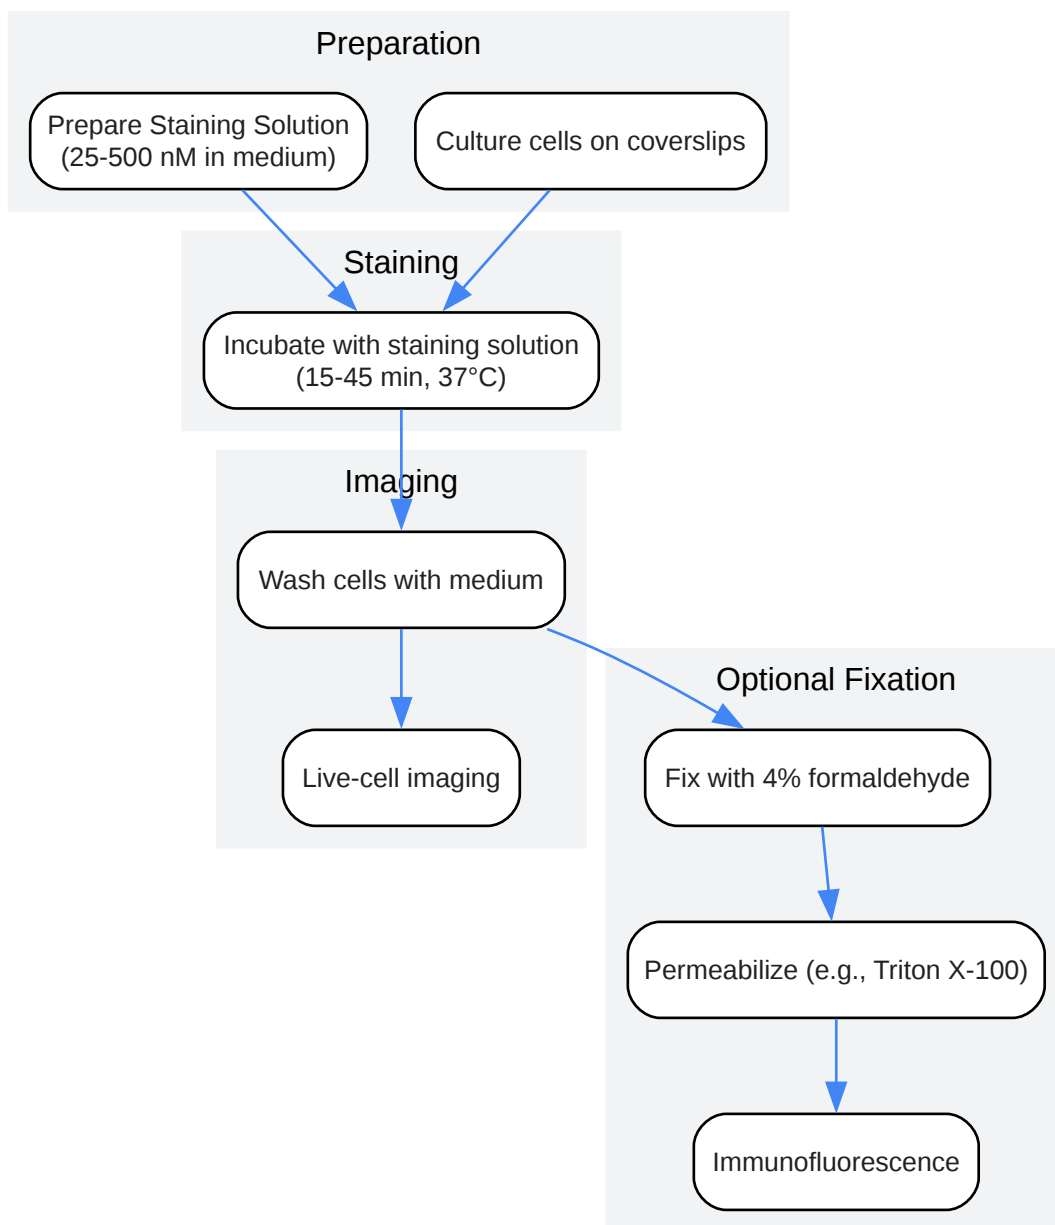 Preparation
Prepare Staining Solution
(25-500 nM in medium)
Culture cells on coverslips
Staining
Incubate with staining solution
(15-45 min, 37°C)
Imaging
Wash cells with medium
Live-cell imaging
Optional Fixation
Fix with 4% formaldehyde
Permeabilize (e.g., Triton X-100)
Immunofluorescence